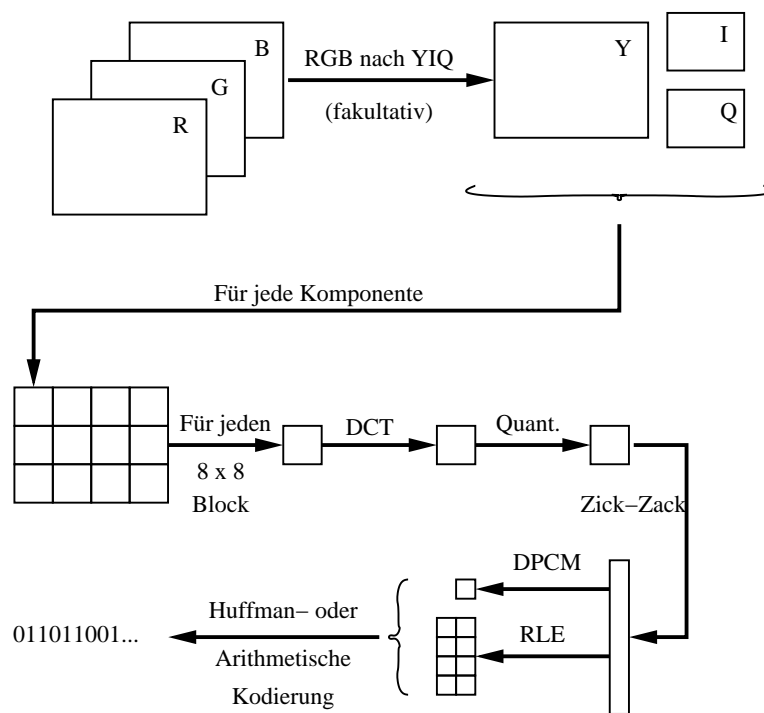 B
G
R
RGB nach YIQ
(fakultativ)
Y
I
Q
Für jede Komponente
Für jeden
8 x 8
Block
DCT
Quant.
Zick−Zack
DPCM
RLE
Huffman− oder
Arithmetische
Kodierung
011011001...